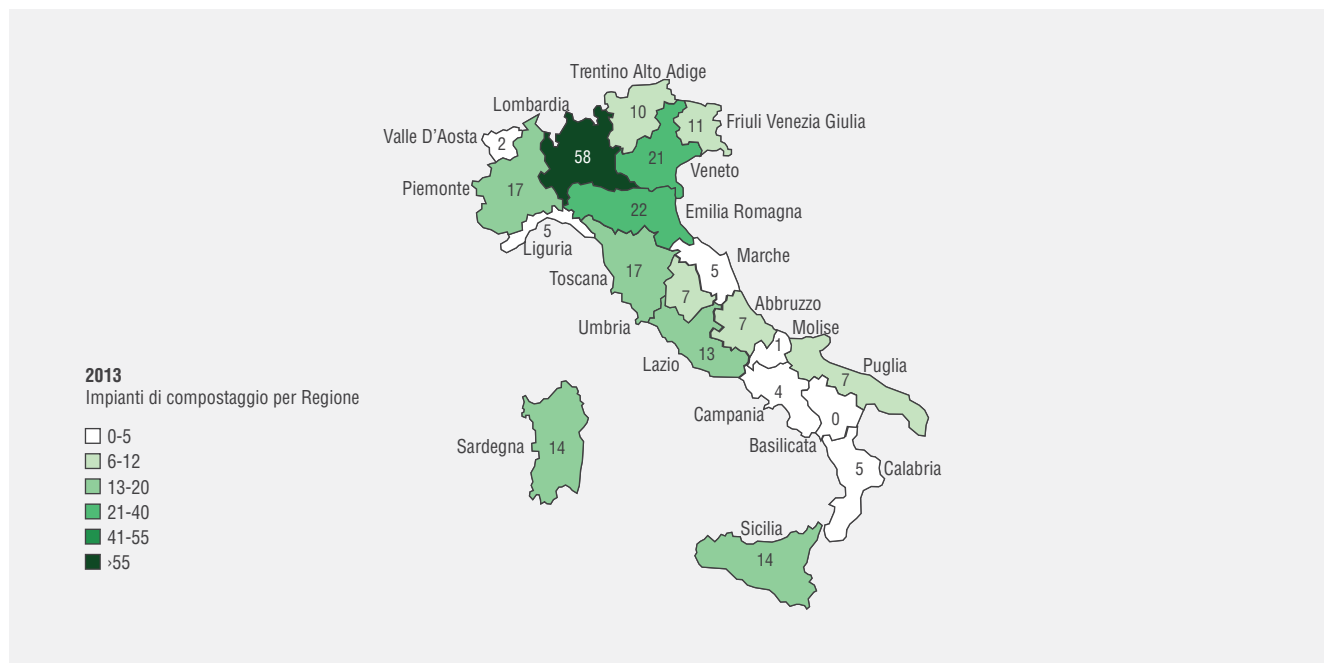 Trentino Alto Adige
Lombardia
10
Friuli Venezia Giulia
11
Valle D'Aosta
2
58
21
Veneto
Piemonte
17
22
Emilia Romagna
5
Liguria
Marche
5
Toscana
17
7
Abbruzzo
7
Umbria
Molise
1
13
Lazio
Puglia
7
2013
Impianti di compostaggio per Regione
4
Campania
0
Basilicata
0-5
6-12
13-20
21-40
41-55
›55
Sardegna
14
5
Calabria
Sicilia
14